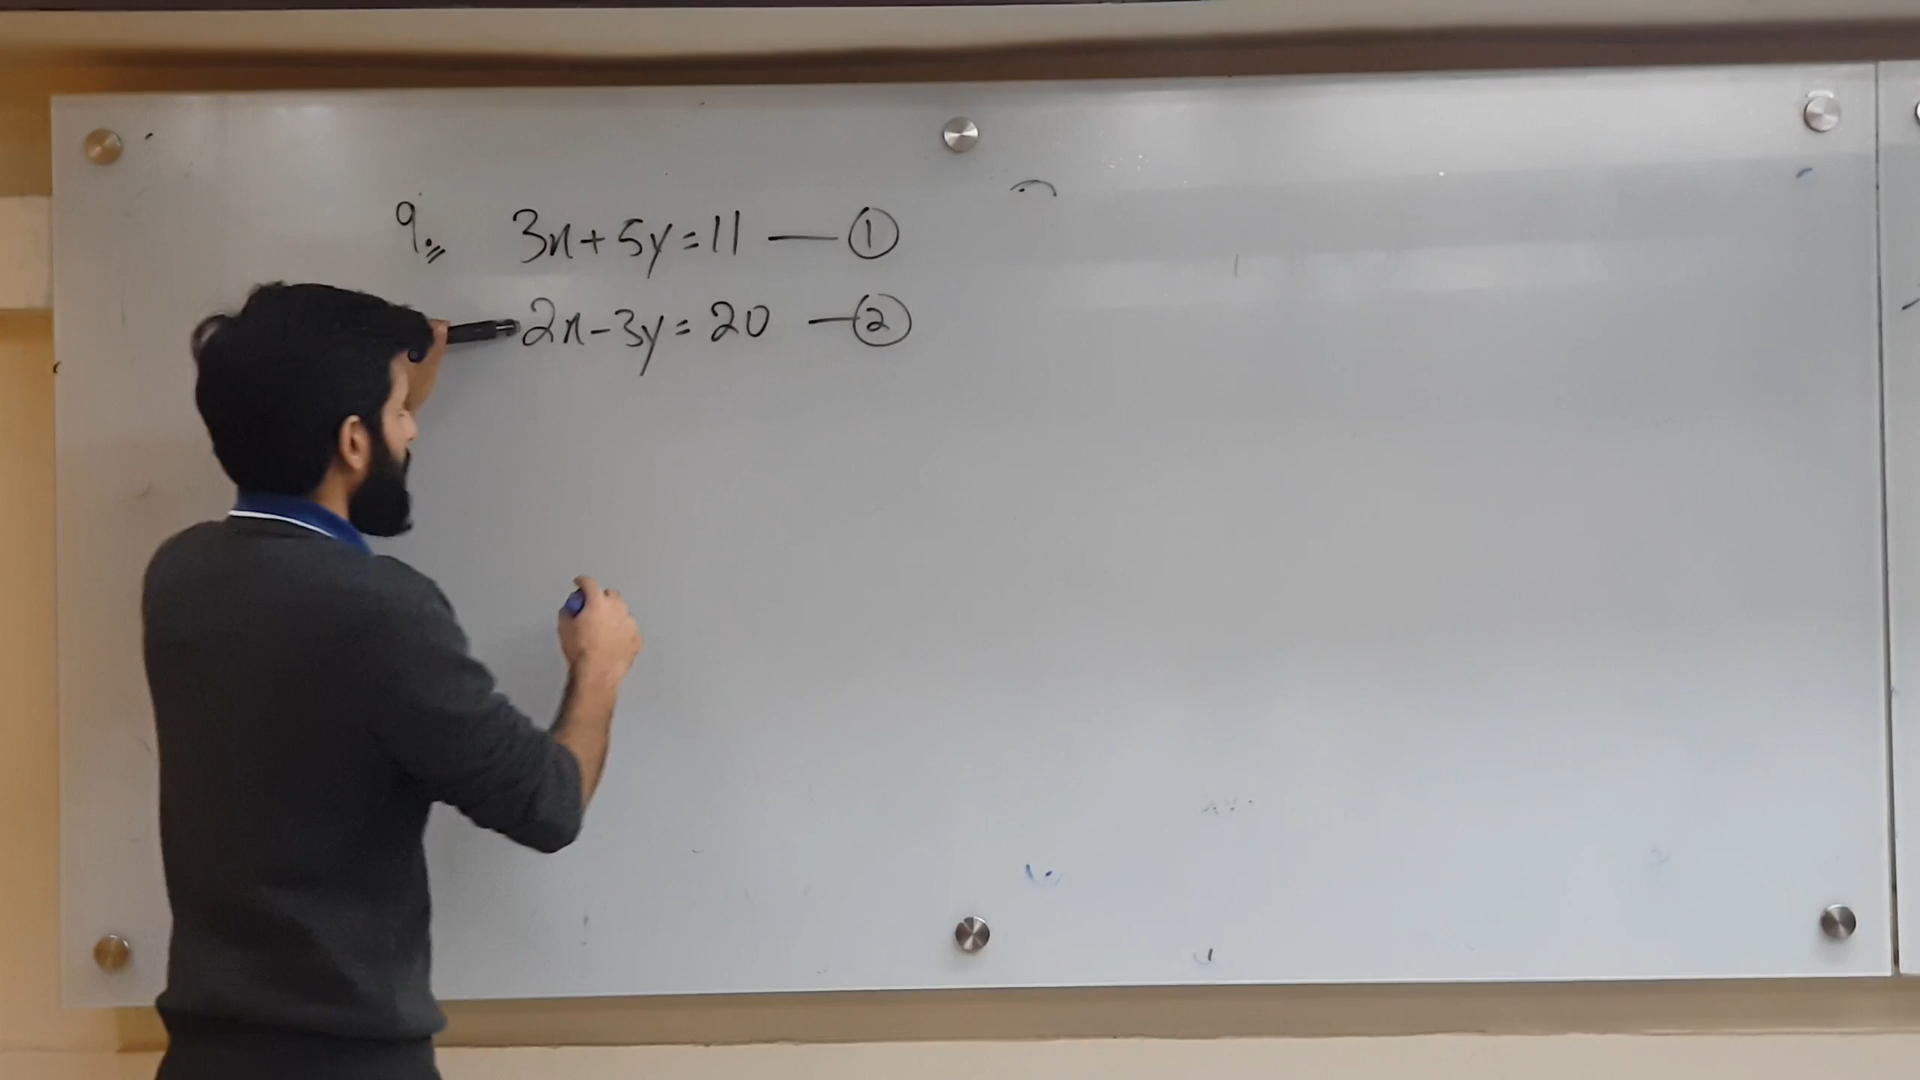 9. 3x+5y=11 — ①
2x-3y=20 — ②